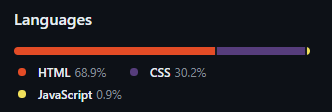 Languages
HTML 68.9% CSS 30.2%
JavaScript 0.9%